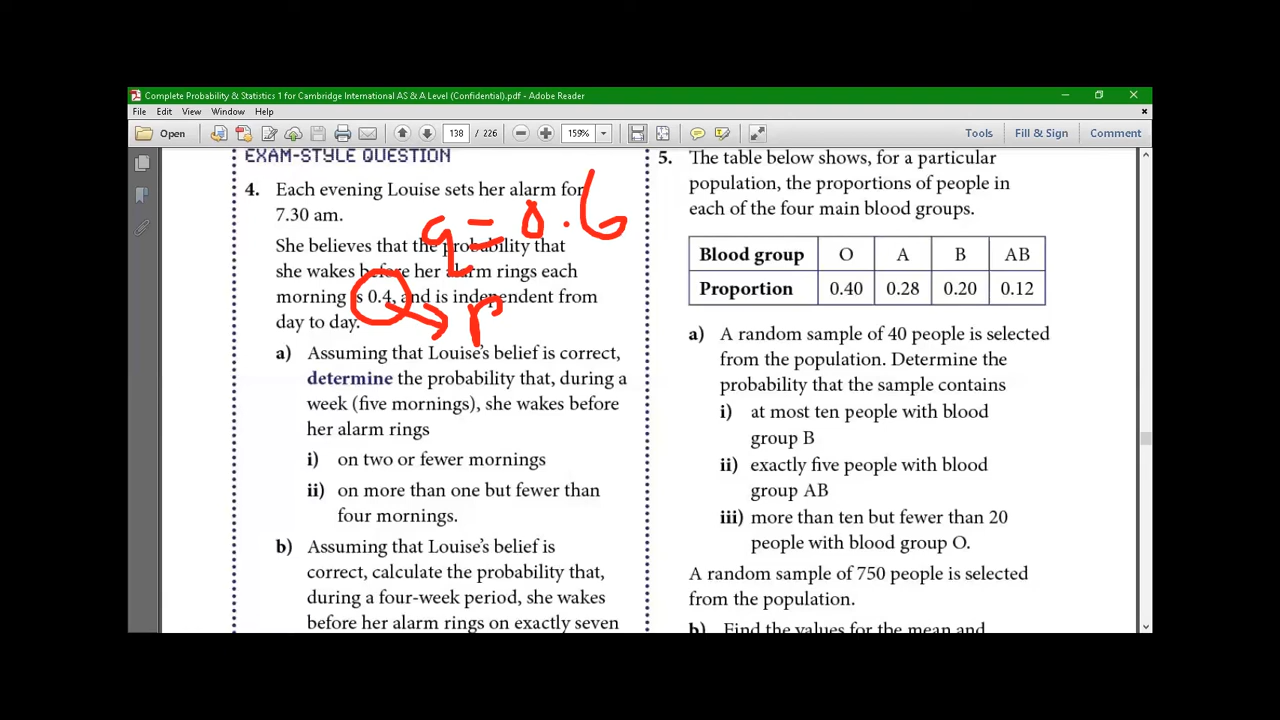 Complete Probability & Statistics 1 for Cambridge International AS & A Level (Confidential).pdf - Adobe Reader
File Edit View Window Help
Open 138 / 226 159% Tools Fill & Sign Comment
EXAM-STYLE QUESTION
4. Each evening Louise sets her alarm for
7.30 am.
She believes that the probability that
she wakes before her alarm rings each
morning is 0.4, and is independent from
day to day.
q = 0.6
p
a) Assuming that Louise's belief is correct,
determine the probability that, during a
week (five mornings), she wakes before
her alarm rings
i) on two or fewer mornings
ii) on more than one but fewer than
four mornings.
b) Assuming that Louise's belief is
correct, calculate the probability that,
during a four-week period, she wakes
before her alarm rings on exactly seven
5. The table below shows, for a particular
population, the proportions of people in
each of the four main blood groups.
Blood group O A B AB
Proportion 0.40 0.28 0.20 0.12
a) A random sample of 40 people is selected
from the population. Determine the
probability that the sample contains
i) at most ten people with blood
group B
ii) exactly five people with blood
group AB
iii) more than ten but fewer than 20
people with blood group O.
A random sample of 750 people is selected
from the population.
b) Find the values for the mean and